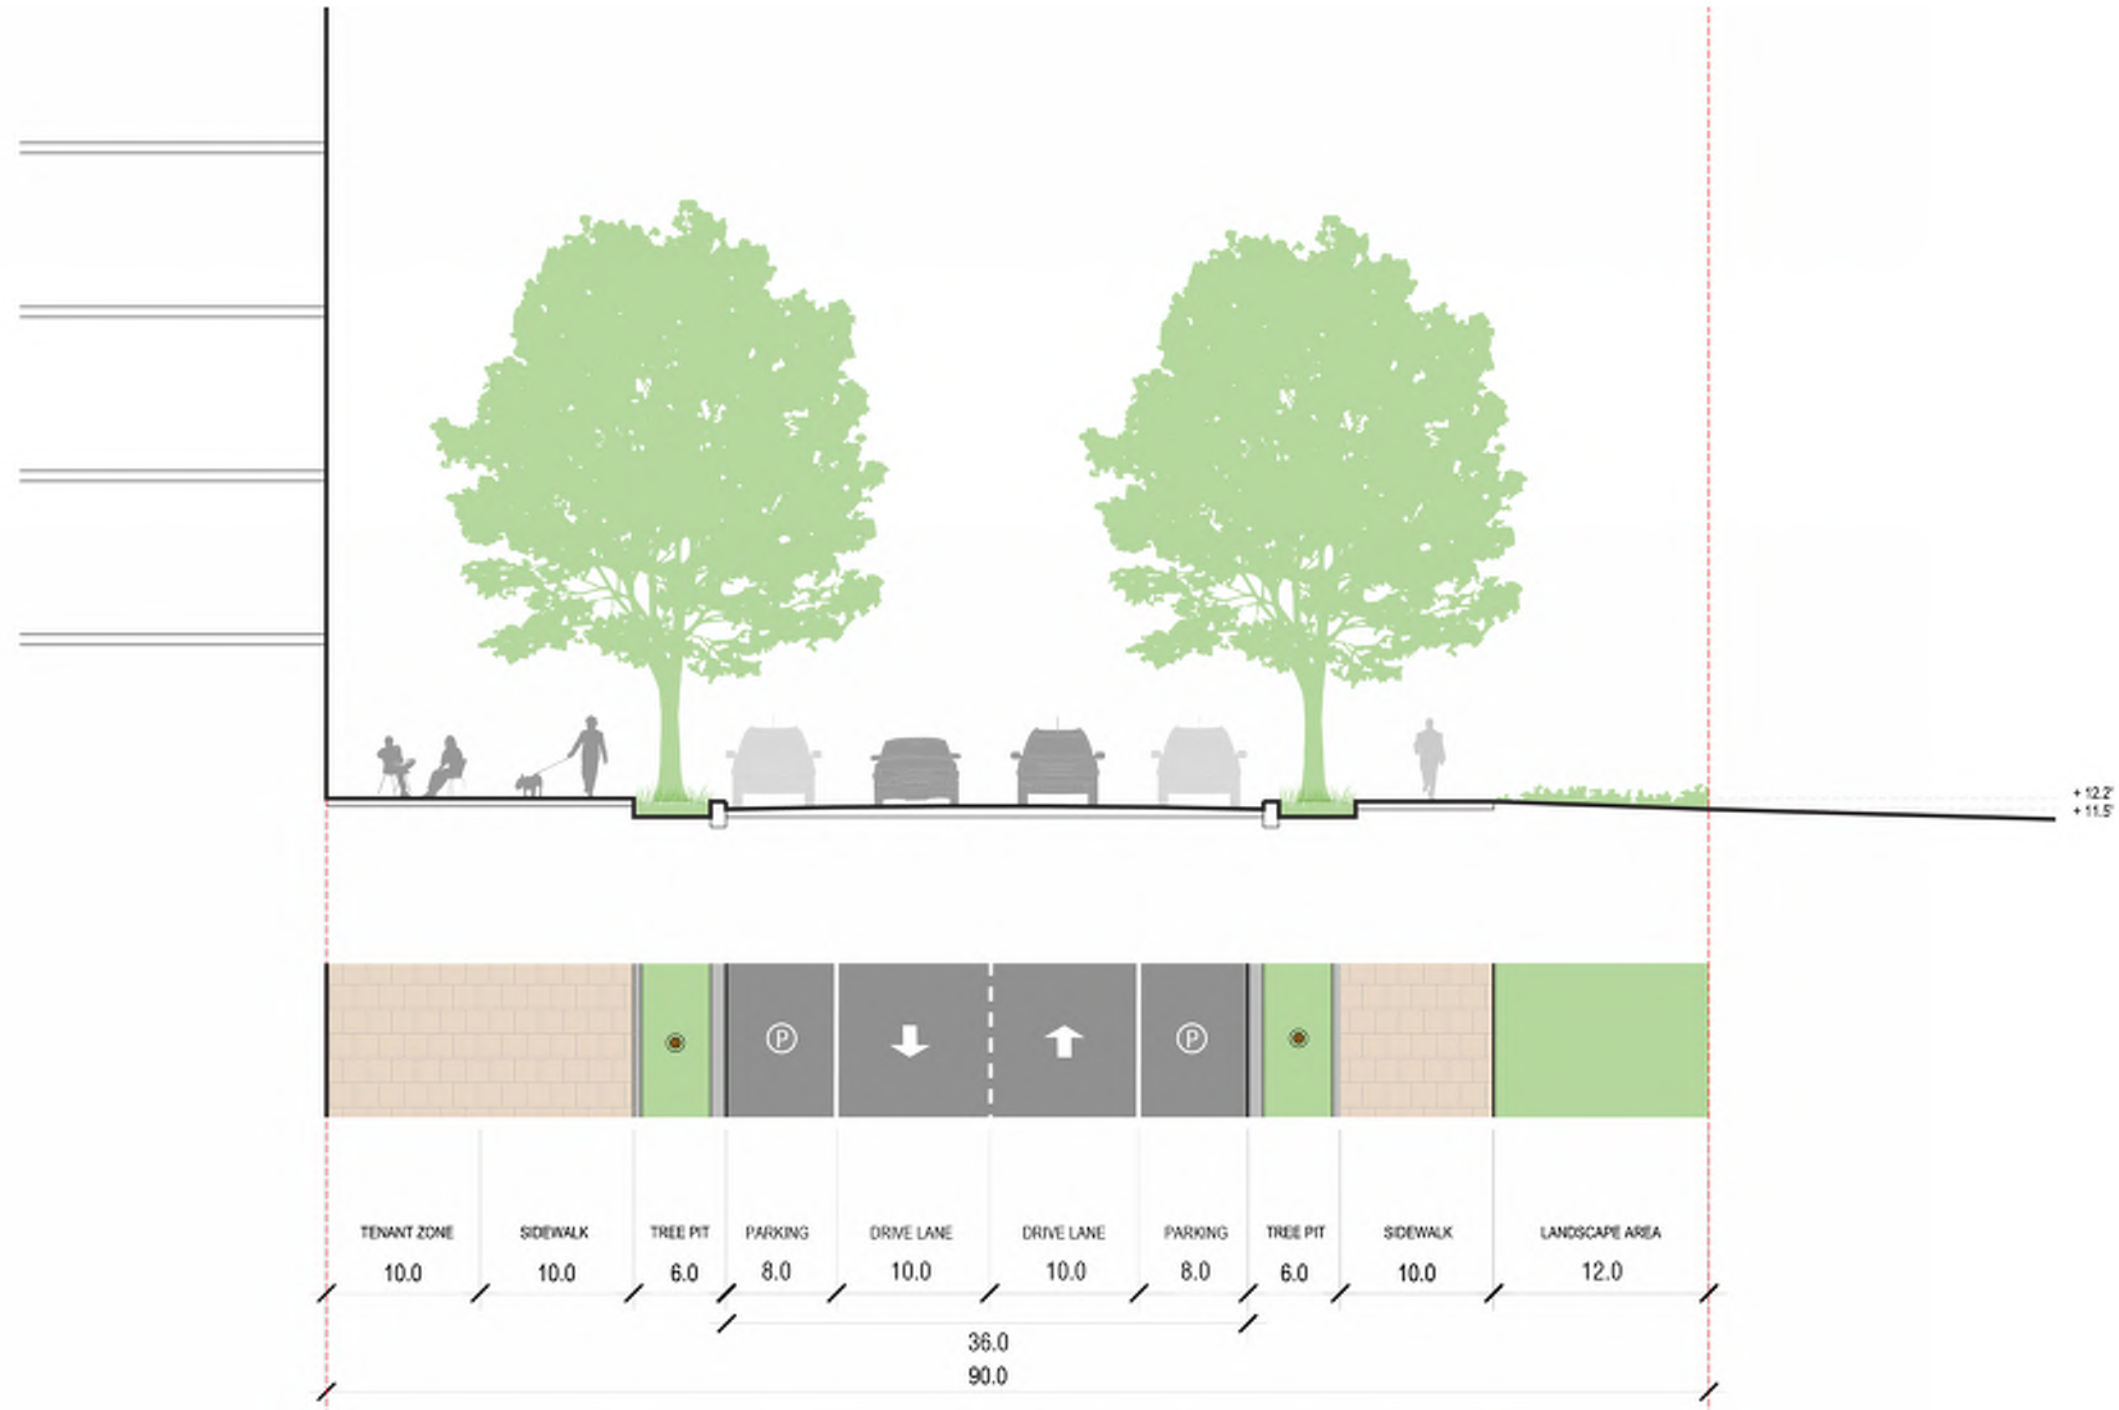 + 12.2'
+ 11.5'
P
P
TENANT ZONE SIDEWALK TREE PIT PARKING DRIVE LANE DRIVE LANE PARKING TREE PIT SIDEWALK LANDSCAPE AREA
10.0 10.0 6.0 8.0 10.0 10.0 8.0 6.0 10.0 12.0
36.0
90.0